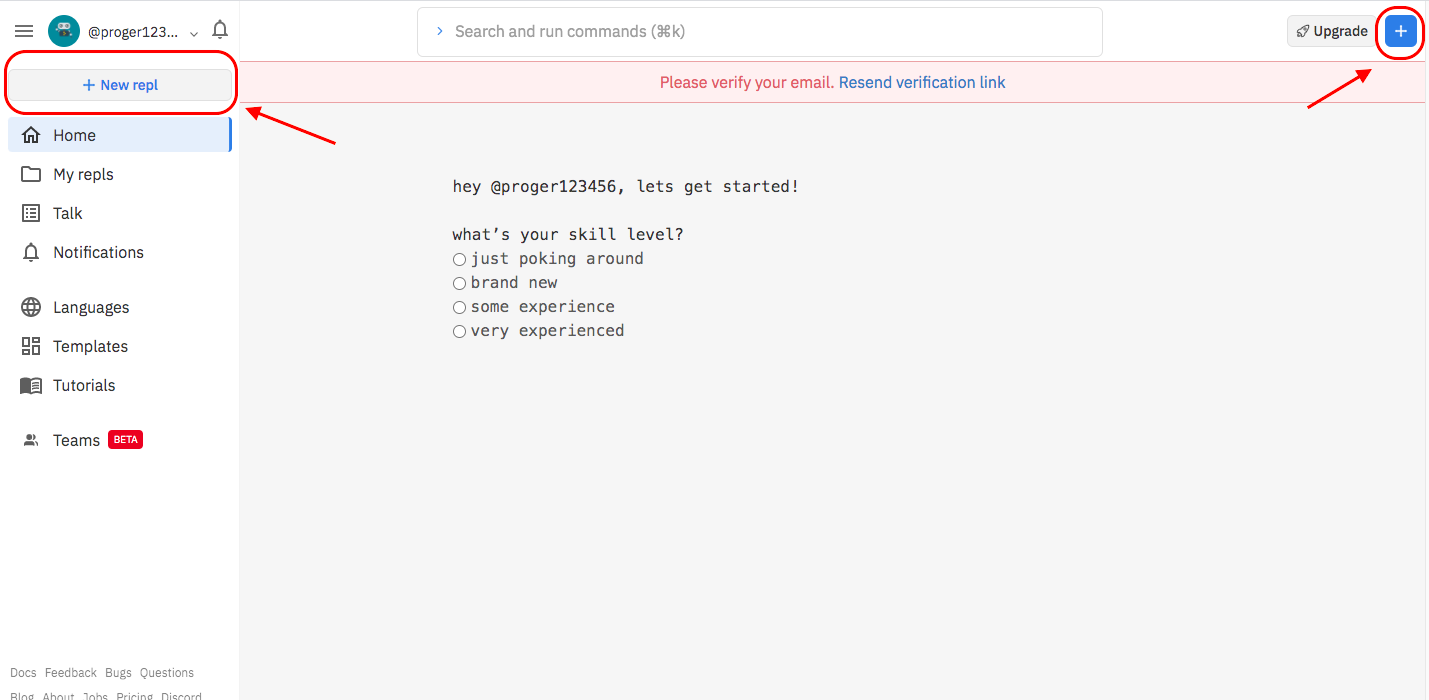 @proger123...
Search and run commands (⌘k)
Upgrade
+
+ New repl
Please verify your email. Resend verification link
Home
My repls
Talk
Notifications
Languages
Templates
Tutorials
Teams BETA
hey @proger123456, lets get started!
what’s your skill level?
just poking around
brand new
some experience
very experienced
Docs Feedback Bugs Questions
Blog About Jobs Pricing Discord